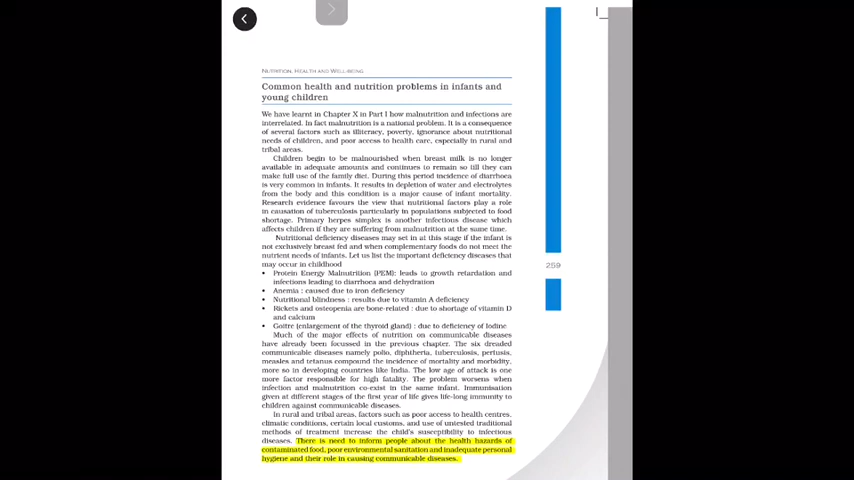 NUTRITION, HEALTH AND WELL-BEING
Common health and nutrition problems in infants and
young children
We have learnt in Chapter X in Part I how malnutrition and infections are
interrelated. In fact malnutrition is a national problem. It is a consequence
of several factors such as illiteracy, poverty, ignorance about nutritional
needs of children, and poor access to health care, especially in rural and
tribal areas.
Children begin to be malnourished when breast milk is no longer
available in adequate amounts and continues to remain so till they can
make full use of the family diet. During this period incidence of diarrhoea
is very common in infants. It results in depletion of water and electrolytes
from the body and this condition is a major cause of infant mortality.
Research evidence favours the view that nutritional factors play a role
in causation of tuberculosis particularly in populations subjected to food
shortage. Primary herpes simplex is another infectious disease which
affects children if they are suffering from malnutrition at the same time.
Nutritional deficiency diseases may set in at this stage if the infant is
not exclusively breast fed and when complementary foods do not meet the
nutrient needs of infants. Let us list the important deficiency diseases that
may occur in childhood
• Protein Energy Malnutrition (PEM): leads to growth retardation and
infections leading to diarrhoea and dehydration
• Anemia : caused due to iron deficiency
• Nutritional blindness : results due to vitamin A deficiency
• Rickets and osteopenia are bone-related : due to shortage of vitamin D
and calcium
• Goitre (enlargement of the thyroid gland) : due to deficiency of Iodine
Much of the major effects of nutrition on communicable diseases
have already been focussed in the previous chapter. The six dreaded
communicable diseases namely polio, diphtheria, tuberculosis, pertusis,
measles and tetanus compound the incidence of mortality and morbidity,
more so in developing countries like India. The low age of attack is one
more factor responsible for high fatality. The problem worsens when
infection and malnutrition co-exist in the same infant. Immunisation
given at different stages of the first year of life gives life-long immunity to
children against communicable diseases.
In rural and tribal areas, factors such as poor access to health centres,
climatic conditions, certain local customs, and use of untested traditional
methods of treatment increase the child's susceptibility to infectious
diseases. There is need to inform people about the health hazards of
contaminated food, poor environmental sanitation and inadequate personal
hygiene and their role in causing communicable diseases.
259